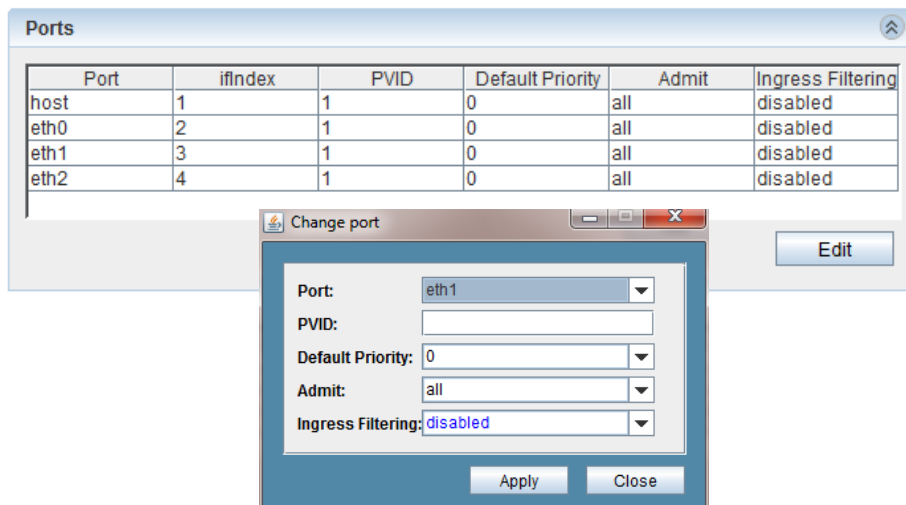 Ports
Port ifIndex PVID Default Priority Admit Ingress Filtering
host 1 1 0 all disabled
eth0 2 1 0 all disabled
eth1 3 1 0 all disabled
eth2 4 1 0 all disabled
Edit
Change port
Port: eth1
PVID:
Default Priority: 0
Admit: all
Ingress Filtering: disabled
Apply Close